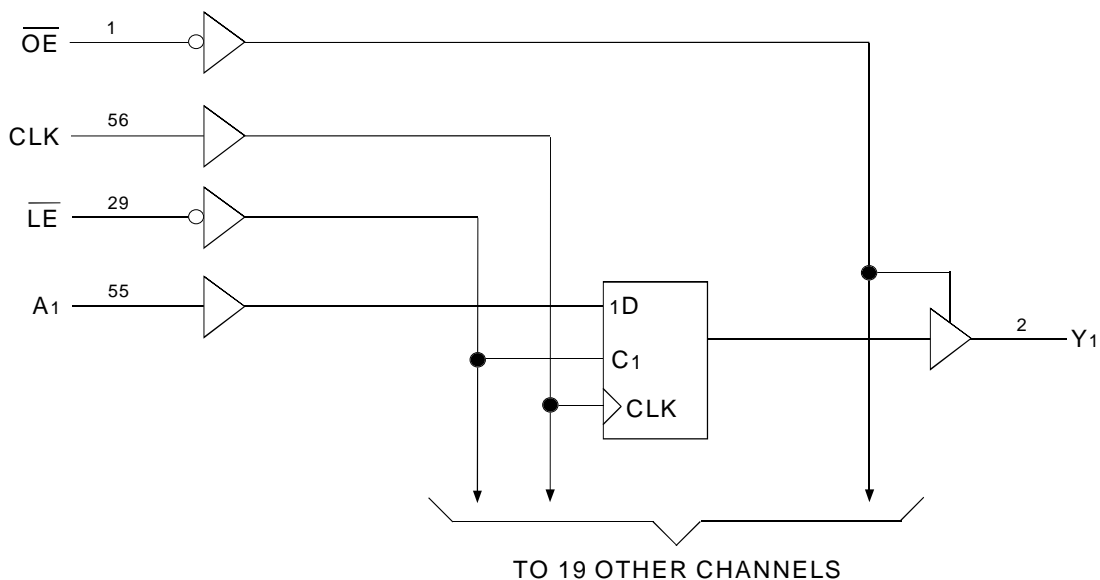 OE 1
CLK 56
LE 29
A1 55
1D
C1
CLK
2 Y1
TO 19 OTHER CHANNELS